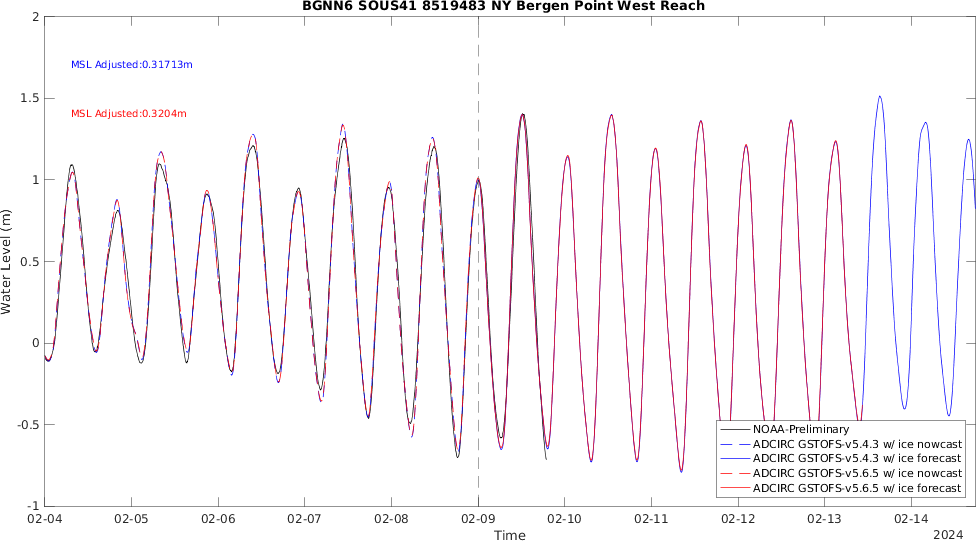 BGNN6 SOUS41 8519483 NY Bergen Point West Reach
2
MSL Adjusted:0.31713m
1.5
MSL Adjusted:0.3204m
1
Water Level (m)
0.5
0
-0.5
-1
NOAA-Preliminary
ADCIRC GSTOFS-v5.4.3 w/ ice nowcast
ADCIRC GSTOFS-v5.4.3 w/ ice forecast
ADCIRC GSTOFS-v5.6.5 w/ ice nowcast
ADCIRC GSTOFS-v5.6.5 w/ ice forecast
02-04 02-05 02-06 02-07 02-08 02-09 02-10 02-11 02-12 02-13 02-14
Time
2024